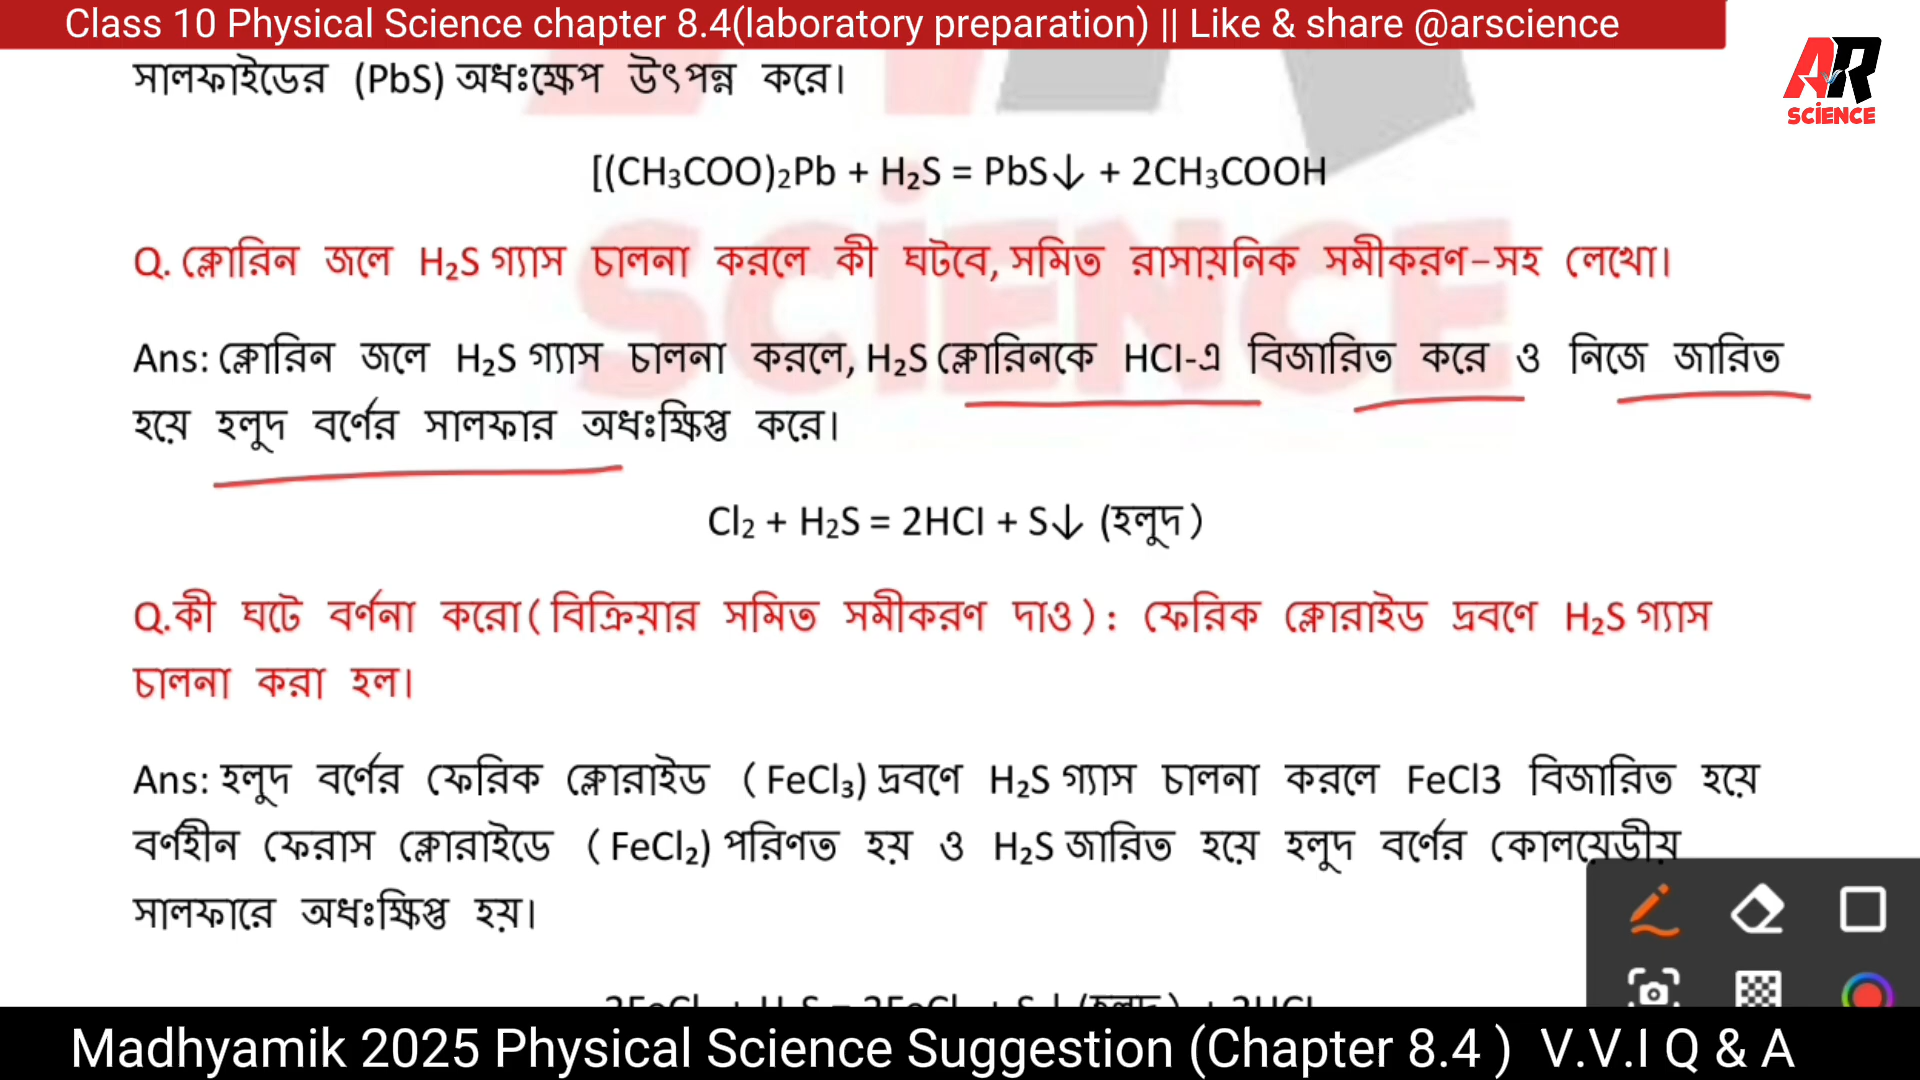 Class 10 Physical Science chapter 8.4(laboratory preparation) || Like & share @arscience
AR
SCIENCE
সালফাইডের (PbS) অধঃক্ষেপ উৎপন্ন করে।
[(CH₃COO)₂Pb + H₂S = PbS↓ + 2CH₃COOH
Q. ক্লোরিন জলে H₂S গ্যাস চালনা করলে কী ঘটবে, সমিত রাসায়নিক সমীকরণ-সহ লেখো।
Ans: ক্লোরিন জলে H₂S গ্যাস চালনা করলে, H₂S ক্লোরিনকে HCl-এ বিজারিত করে ও নিজে জারিত
হয়ে হলুদ বর্ণের সালফার অধঃক্ষিপ্ত করে।
Cl₂ + H₂S = 2HCl + S↓ (হলুদ)
Q.কী ঘটে বর্ণনা করো(বিক্রিয়ার সমিত সমীকরণ দাও): ফেরিক ক্লোরাইড দ্রবণে H₂S গ্যাস
চালনা করা হল।
Ans: হলুদ বর্ণের ফেরিক ক্লোরাইড (FeCl₃) দ্রবণে H₂S গ্যাস চালনা করলে FeCl3 বিজারিত হয়ে
বর্ণহীন ফেরাস ক্লোরাইডে (FeCl₂) পরিণত হয় ও H₂S জারিত হয়ে হলুদ বর্ণের কোলয়েডীয়
সালফারে অধঃক্ষিপ্ত হয়।
Madhyamik 2025 Physical Science Suggestion (Chapter 8.4 ) V.V.I Q & A